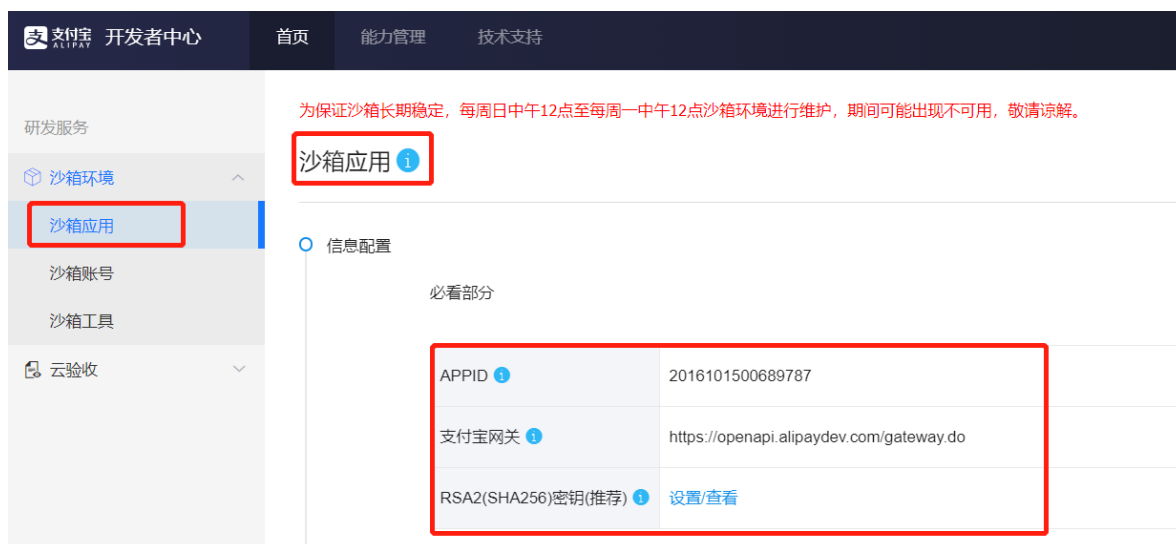 支付宝 开发者中心 首页 能力管理 技术支持
ALIPAY
为保证沙箱长期稳定，每周日中午12点至每周一中午12点沙箱环境进行维护，期间可能出现不可用，敬请谅解。
研发服务
沙箱应用
沙箱环境
沙箱应用
信息配置
沙箱账号
必看部分
沙箱工具
云验收
APPID 2016101500689787
支付宝网关 https://openapi.alipaydev.com/gateway.do
RSA2(SHA256)密钥(推荐) 设置/查看